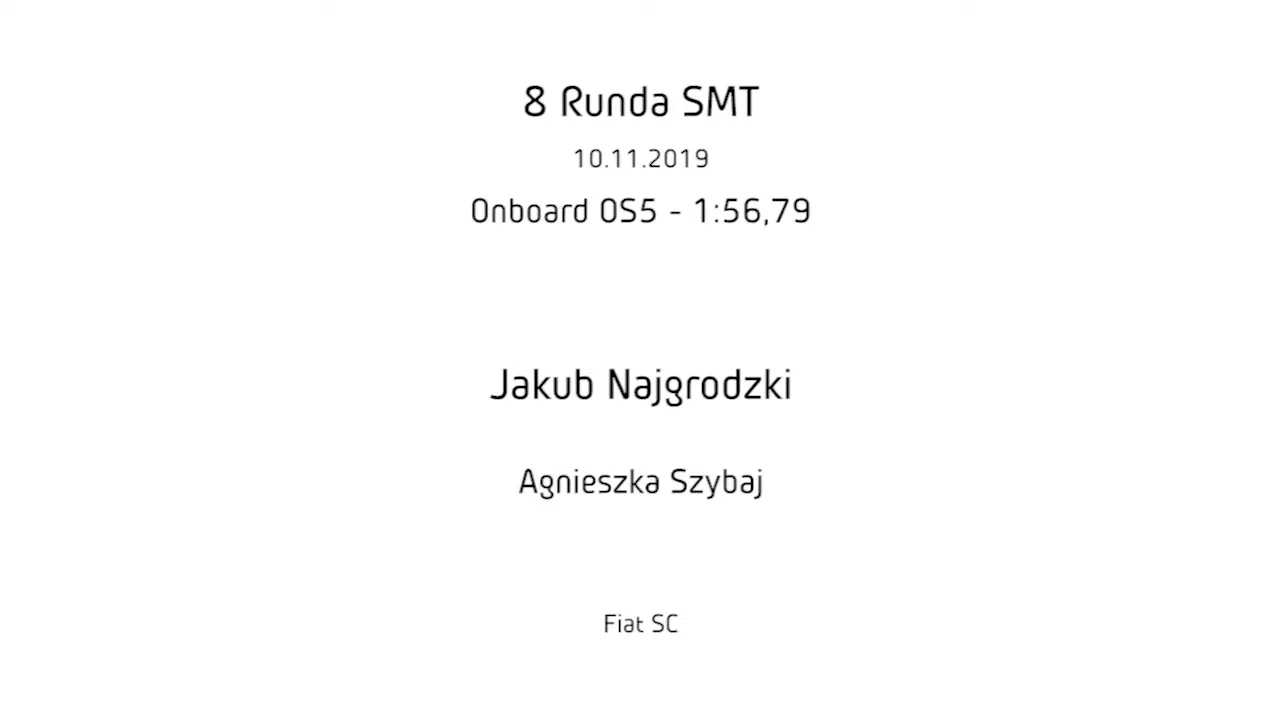 8 Runda SMT
10.11.2019
Onboard OS5 - 1:56,79
Jakub Najgrodzki
Agnieszka Szybaj
Fiat SC